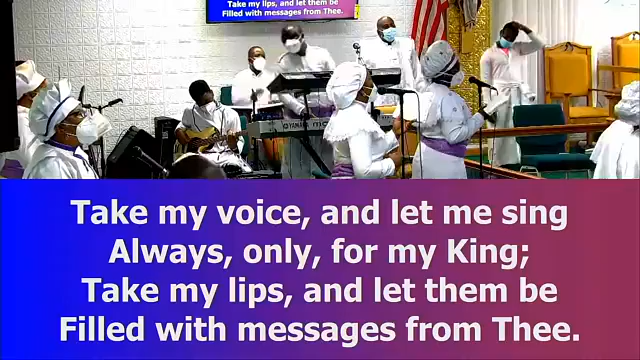 Take my lips, and let them be
Filled with messages from Thee.
YAMAHA
Take my voice, and let me sing
Always, only, for my King;
Take my lips, and let them be
Filled with messages from Thee.